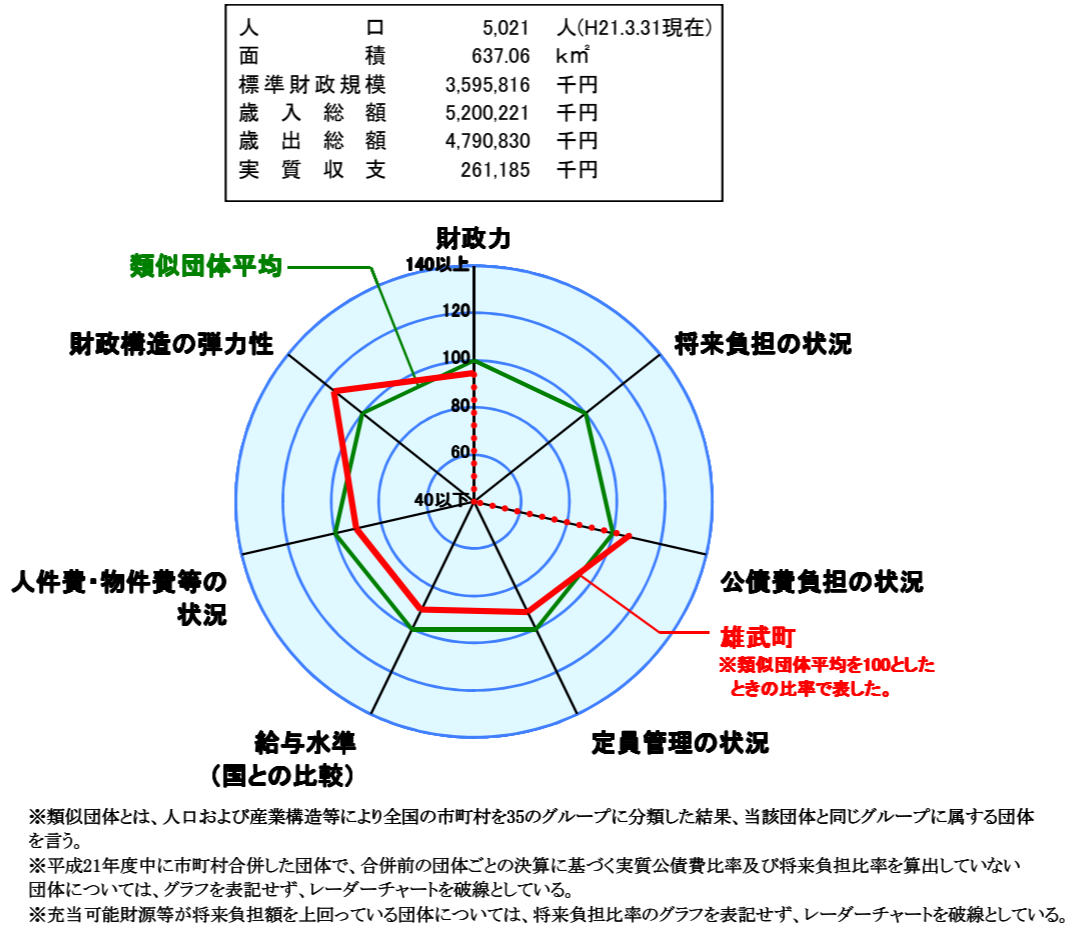 人口 5,021 人(H21.3.31現在)
面積 637.06 k㎡
標準財政規模 3,595,816 千円
歳入総額 5,200,221 千円
歳出総額 4,790,830 千円
実質収支 261,185 千円
財政力
140以上
120
100
80
60
40以下
類似団体平均
財政構造の弾力性
将来負担の状況
人件費・物件費等の
状況
公債費負担の状況
雄武町
※類似団体平均を100とした
ときの比率で表した。
給与水準
(国との比較)
定員管理の状況
※類似団体とは、人口および産業構造等により全国の市町村を35のグループに分類した結果、当該団体と同じグループに属する団体
を言う。
※平成21年度中に市町村合併した団体で、合併前の団体ごとの決算に基づく実質公債費比率及び将来負担比率を算出していない
団体については、グラフを表記せず、レーダーチャートを破線としている。
※充当可能財源等が将来負担額を上回っている団体については、将来負担比率のグラフを表記せず、レーダーチャートを破線としている。